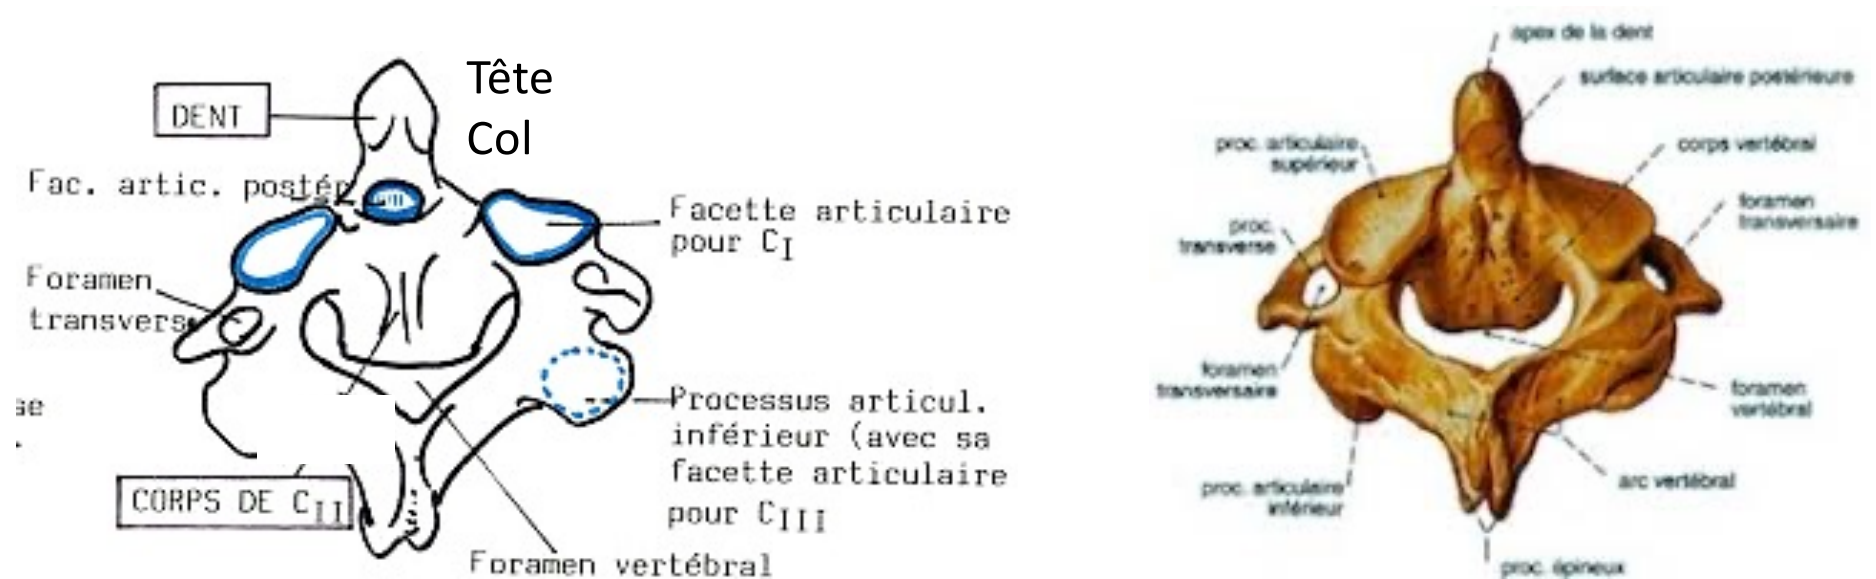 Tête
Col
DENT
Fac. artic. postér
Facette articulaire
pour CI
Foramen
transvers
se
Processus articul.
inférieur (avec sa
facette articulaire
pour CIII
CORPS DE CII
Foramen vertébral
apex de la dent
surface articulaire postérieure
proc. articulaire
supérieur
corps vertébral
foramen
transversaire
proc.
transverse
foramen
transversaire
foramen
vertébral
proc. articulaire
inférieur
arc vertébral
proc. épineux